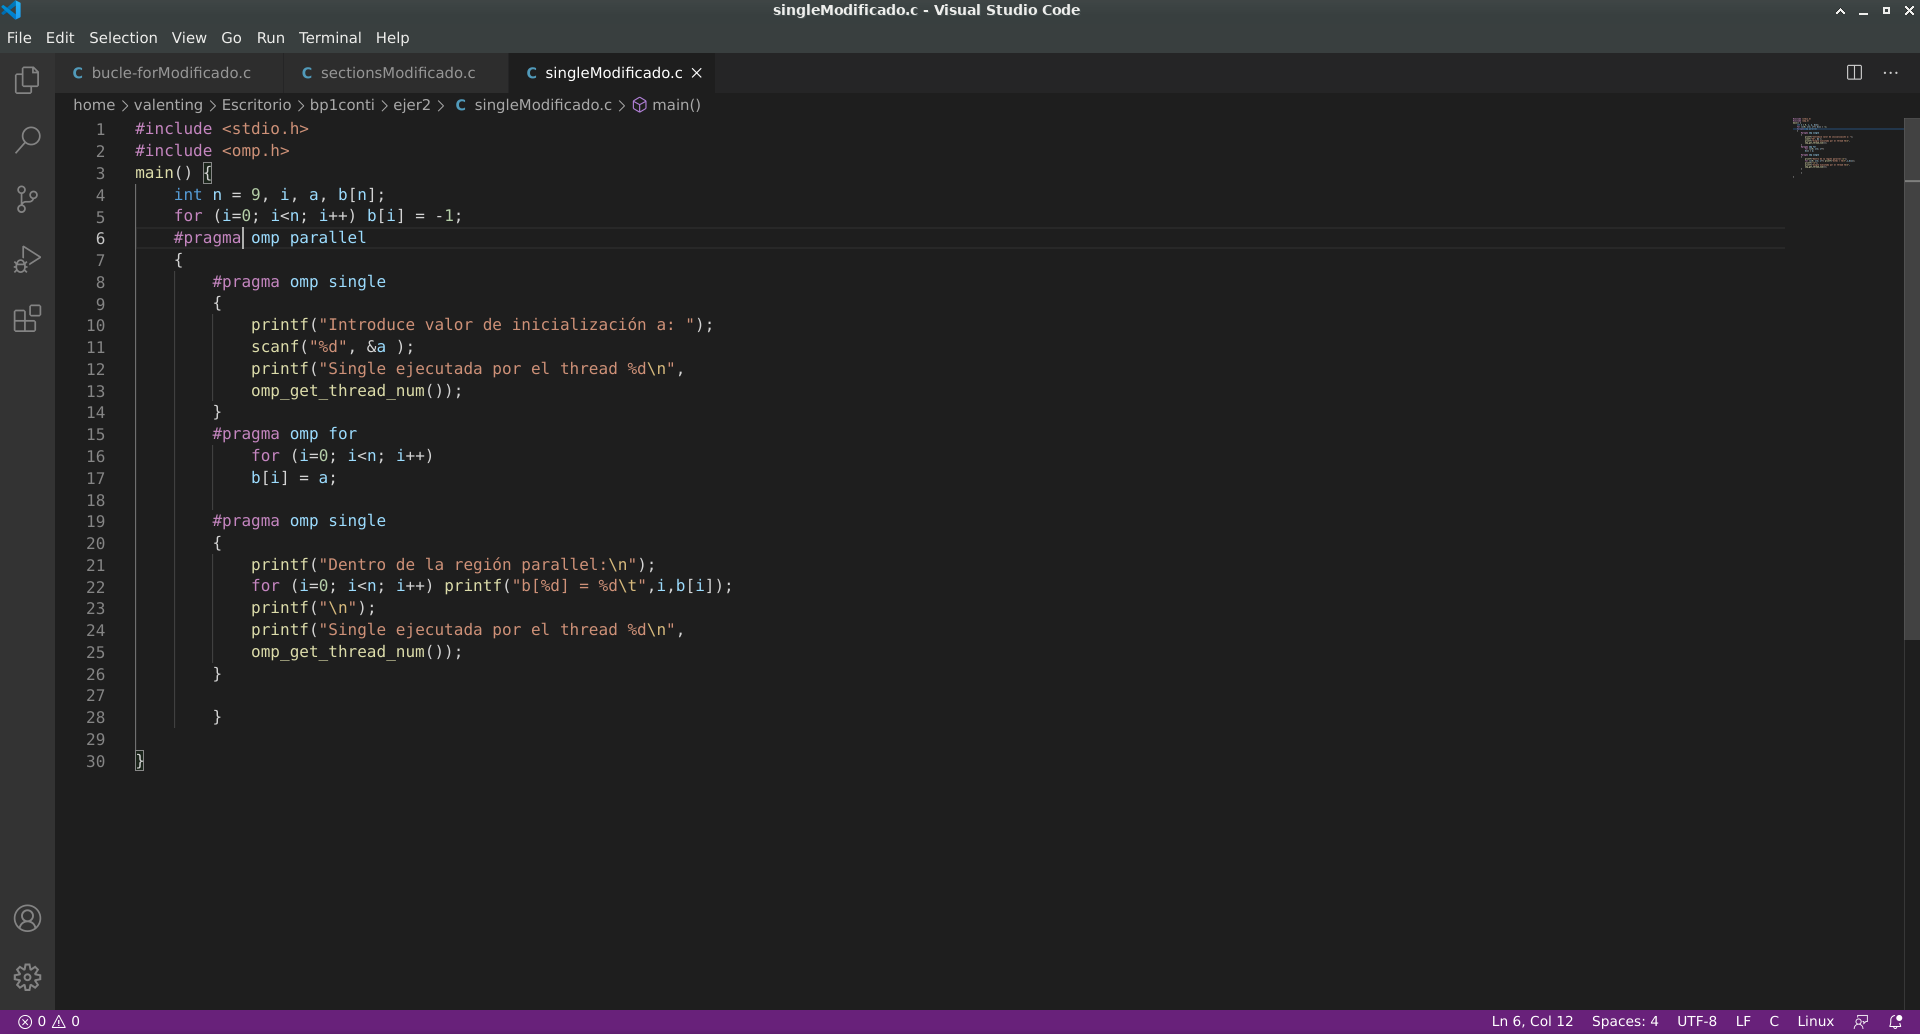 singleModificado.c - Visual Studio Code
File Edit Selection View Go Run Terminal Help
C bucle-forModificado.c C sectionsModificado.c C singleModificado.c
home > valenting > Escritorio > bp1conti > ejer2 > C singleModificado.c > main()
1 #include <stdio.h>
2 #include <omp.h>
3 main() {
4     int n = 9, i, a, b[n];
5     for (i=0; i<n; i++) b[i] = -1;
6     #pragma omp parallel
7     {
8         #pragma omp single
9         {
10             printf("Introduce valor de inicialización a: ");
11             scanf("%d", &a );
12             printf("Single ejecutada por el thread %d\n",
13             omp_get_thread_num());
14         }
15         #pragma omp for
16             for (i=0; i<n; i++)
17             b[i] = a;
18
19         #pragma omp single
20         {
21             printf("Dentro de la región parallel:\n");
22             for (i=0; i<n; i++) printf("b[%d] = %d\t",i,b[i]);
23             printf("\n");
24             printf("Single ejecutada por el thread %d\n",
25             omp_get_thread_num());
26         }
27
28         }
29
30 }
0 0 Ln 6, Col 12 Spaces: 4 UTF-8 LF C Linux